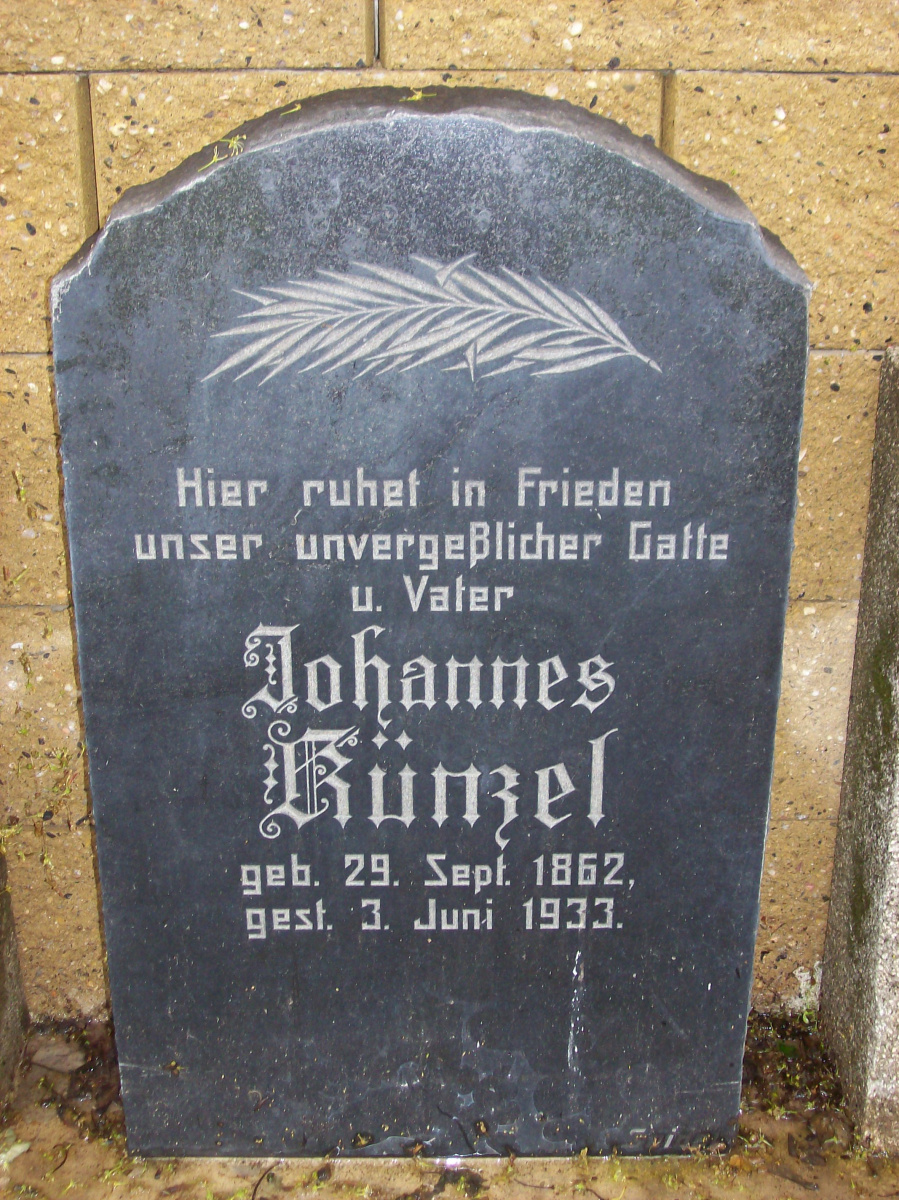 Hier ruhet in Frieden
unser unvergeßlicher Gatte
u. Vater
Johannes
Künzel
geb. 29. Sept. 1862,
gest. 3. Juni 1933.